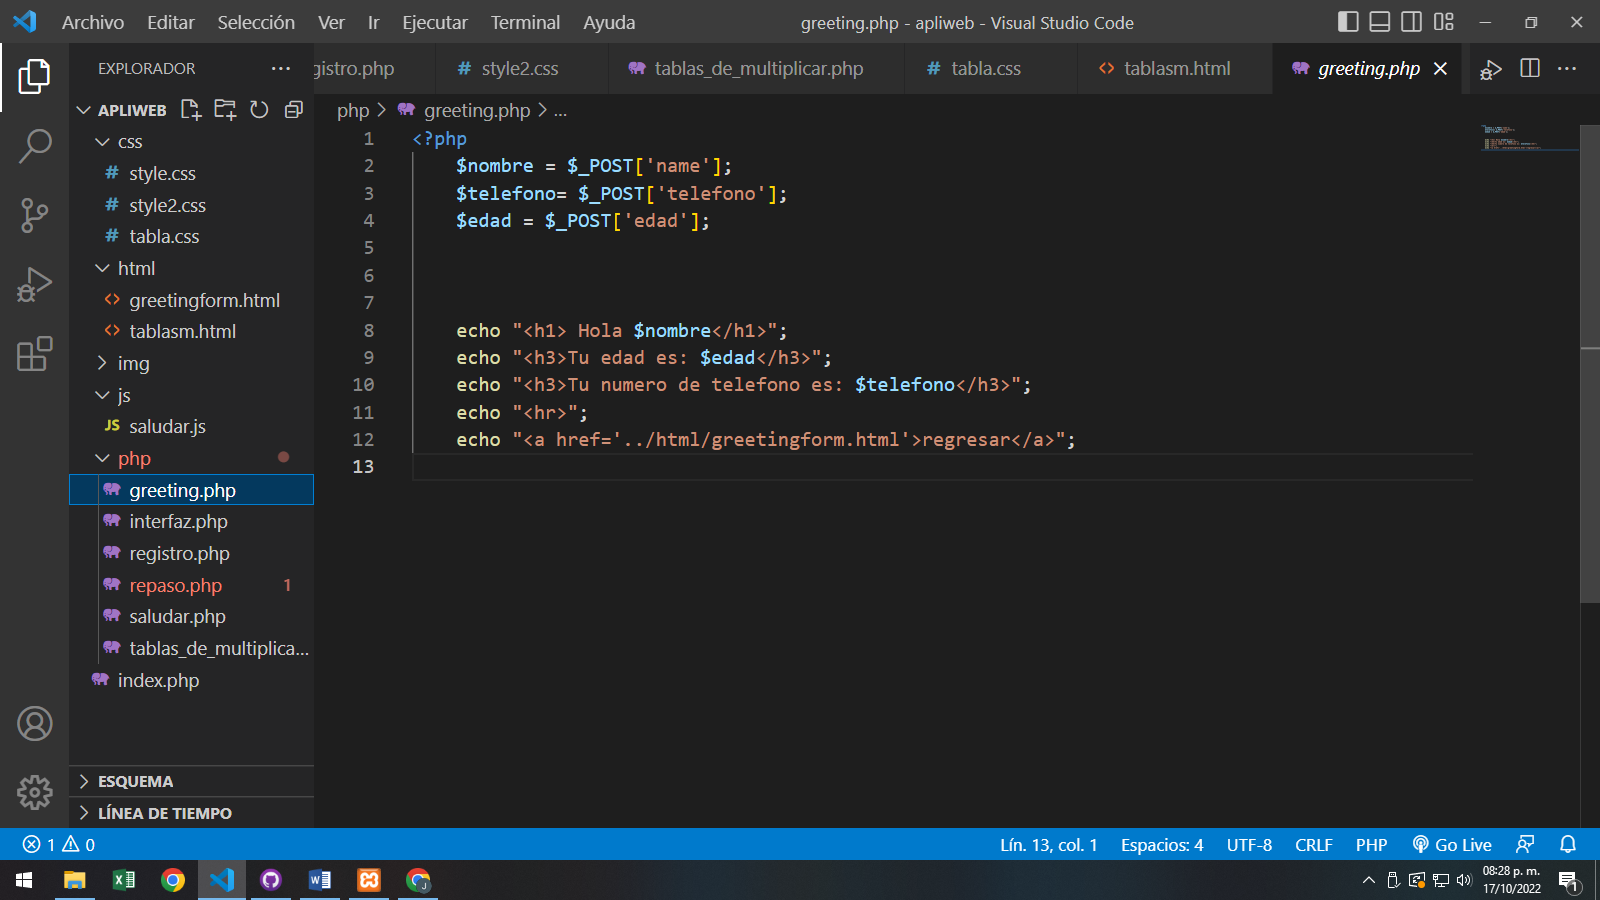 Archivo Editar Selección Ver Ir Ejecutar Terminal Ayuda
greeting.php - apliweb - Visual Studio Code
EXPLORADOR
gistro.php
# style2.css
tablas_de_multiplicar.php
# tabla.css
<> tablasm.html
greeting.php
APLIWEB
css
# style.css
# style2.css
# tabla.css
html
<> greetingform.html
<> tablasm.html
img
js
JS saludar.js
php
greeting.php
interfaz.php
registro.php
repaso.php 1
saludar.php
tablas_de_multiplica...
index.php
ESQUEMA
LÍNEA DE TIEMPO
php > greeting.php > ...
1 <?php
2 $nombre = $_POST['name'];
3 $telefono= $_POST['telefono'];
4 $edad = $_POST['edad'];
5
6
7
8 echo "<h1> Hola $nombre</h1>";
9 echo "<h3>Tu edad es: $edad</h3>";
10 echo "<h3>Tu numero de telefono es: $telefono</h3>";
11 echo "<hr>";
12 echo "<a href='../html/greetingform.html'>regresar</a>";
13
1 0
Lín. 13, col. 1 Espacios: 4 UTF-8 CRLF PHP Go Live
08:28 p. m.
17/10/2022
1